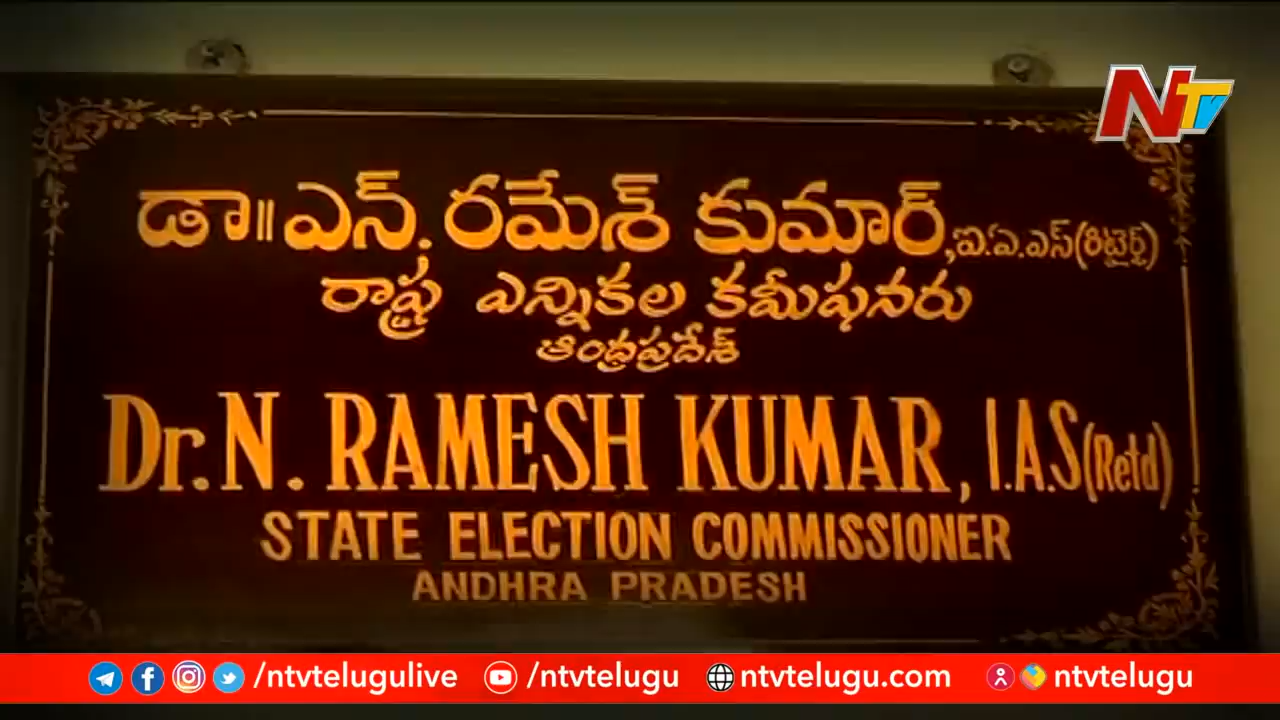 NTV
డా॥ ఎన్. రమేశ్ కుమార్, ఐ.ఏ.ఎస్(రిటైర్డ్)
రాష్ట్ర ఎన్నికల కమీషనరు
ఆంధ్రప్రదేశ్
Dr. N. RAMESH KUMAR, I.A.S(Retd)
STATE ELECTION COMMISSIONER
ANDHRA PRADESH
/ntvtelugulive /ntvtelugu ntvtelugu.com ntvtelugu